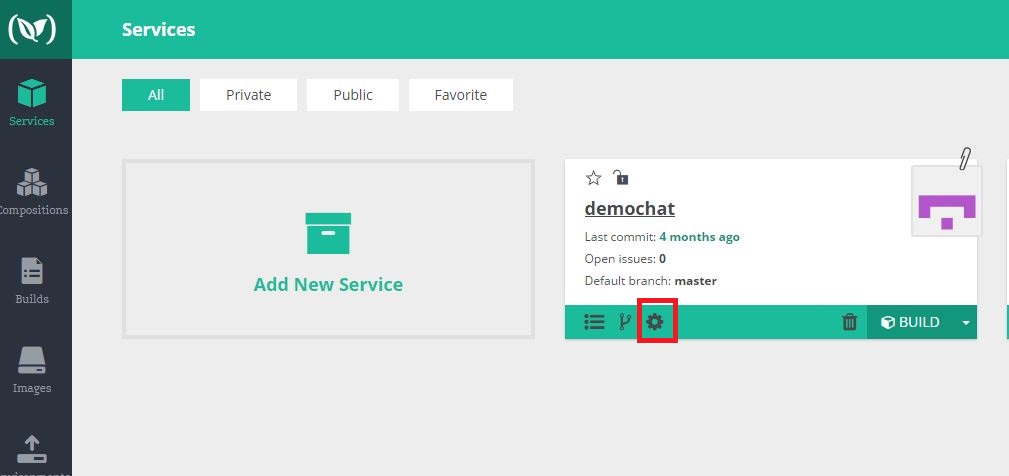 Services
All
Private
Public
Favorite
Services
Compositions
Builds
Images
Add New Service
demochat
Last commit: 4 months ago
Open issues: 0
Default branch: master
BUILD